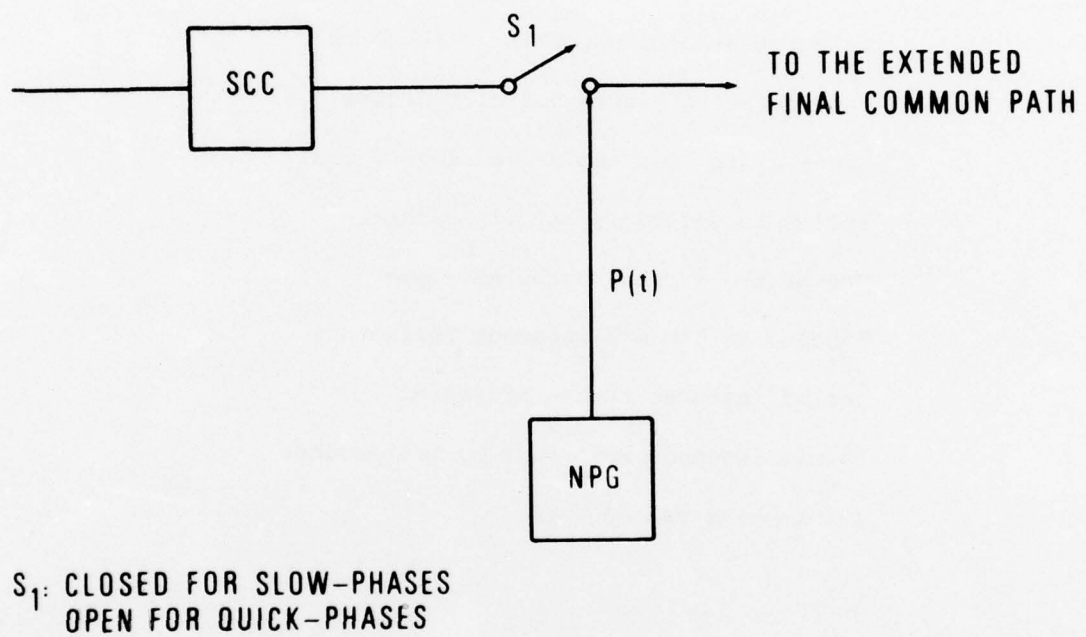 S1
SCC
TO THE EXTENDED
FINAL COMMON PATH
P(t)
NPG
S1: CLOSED FOR SLOW-PHASES
OPEN FOR QUICK-PHASES